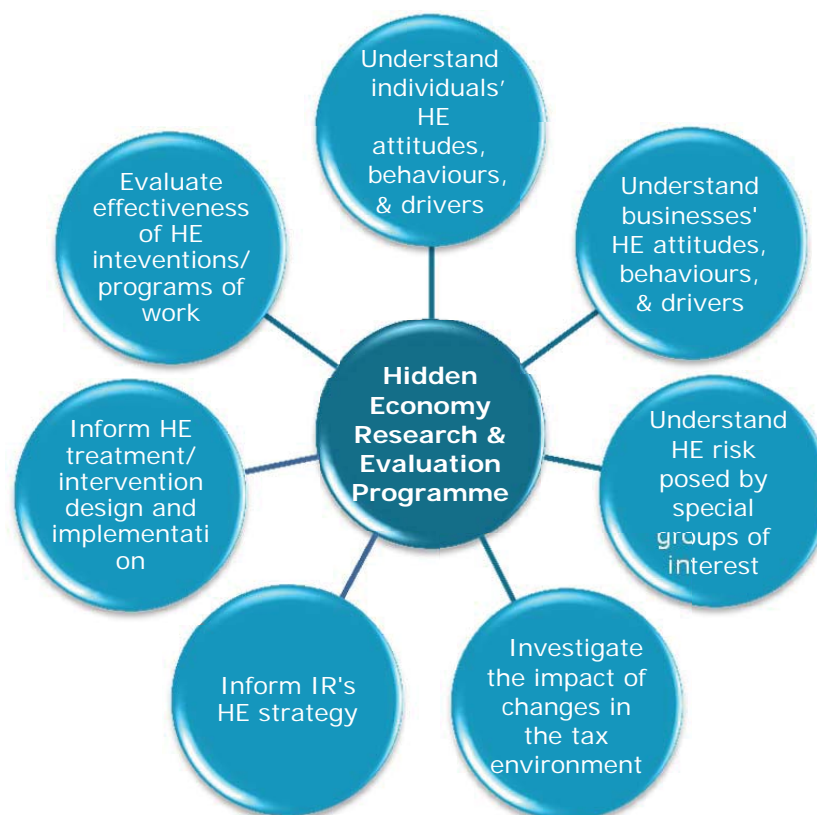 Understand
individuals'
HE
attitudes,
behaviours,
& drivers
Understand
businesses'
HE attitudes,
behaviours,
& drivers
Understand
HE risk
posed by
special
groups of
interest
Investigate
the impact of
changes in
the tax
environment
Inform IR's
HE strategy
Inform HE
treatment/
intervention
design and
implementati
on
Evaluate
effectiveness
of HE
inteventions/
programs of
work
Hidden
Economy
Research &
Evaluation
Programme